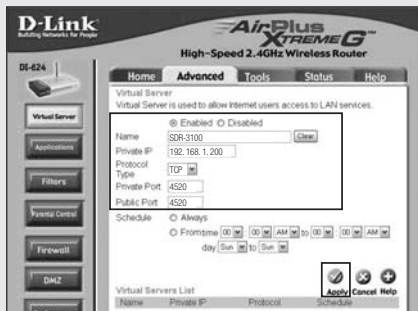 D-Link
Building Networks for People
AirPlus
XTREME G
High-Speed 2.4GHz Wireless Router
DI-624
Home Advanced Tools Status Help
Virtual Server
Virtual Server is used to allow Internet users access to LAN services.
Enabled Disabled
Name SDR-3100 Clear
Private IP 192.168.1.200
Protocol Type TCP
Private Port 4520
Public Port 4520
Schedule Always
From time 00 : 00 AM to 00 : 00 AM
day Sun to Sun
Apply Cancel Help
Virtual Servers List
Name Private IP Protocol Schedule
Virtual Server
Applications
Filters
Parental Control
Firewall
DMZ